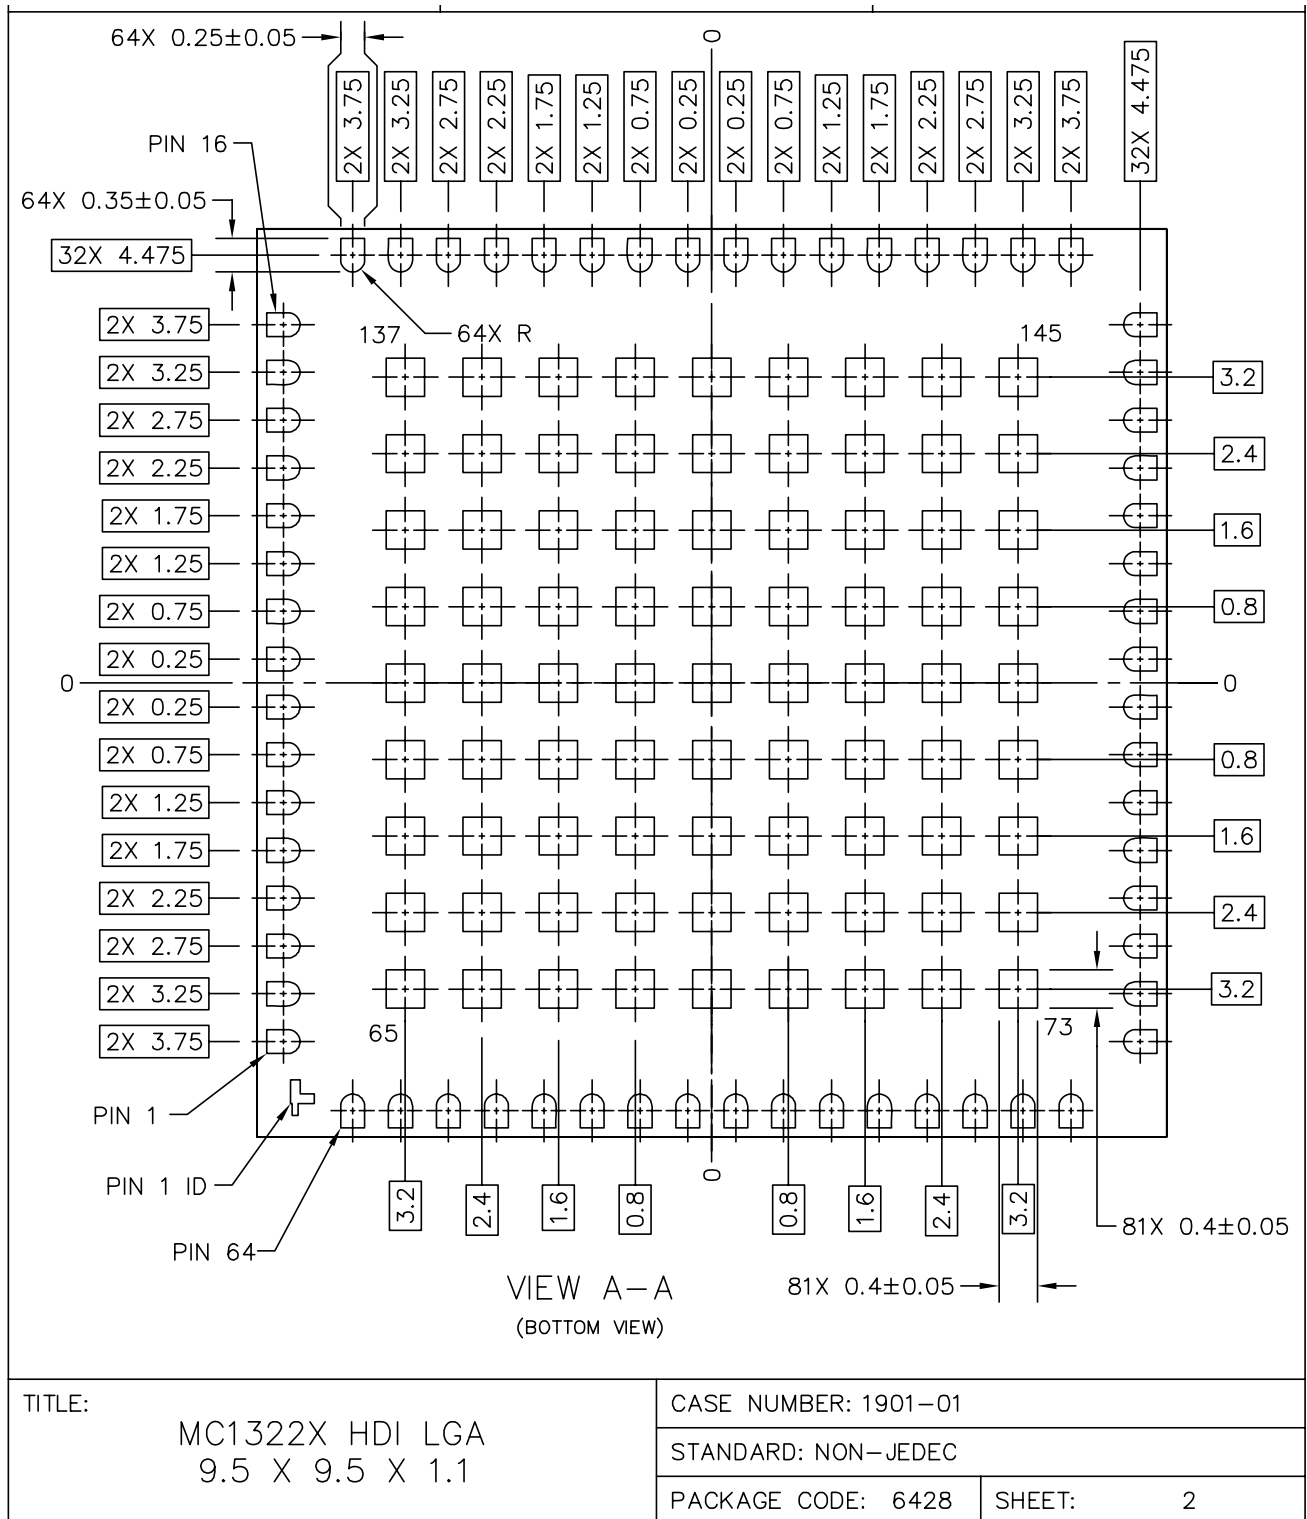 64X 0.25±0.05
0
2X 3.75
2X 3.25
2X 2.75
2X 2.25
2X 1.75
2X 1.25
2X 0.75
2X 0.25
2X 0.25
2X 0.75
2X 1.25
2X 1.75
2X 2.25
2X 2.75
2X 3.25
2X 3.75
32X 4.475
PIN 16
64X 0.35±0.05
32X 4.475
2X 3.75
137
64X R
145
2X 3.25
3.2
2X 2.75
2X 2.25
2.4
2X 1.75
1.6
2X 1.25
2X 0.75
0.8
2X 0.25
0
0
2X 0.25
2X 0.75
0.8
2X 1.25
2X 1.75
1.6
2X 2.25
2.4
2X 2.75
2X 3.25
3.2
2X 3.75
65
73
PIN 1
PIN 1 ID
0
3.2
2.4
1.6
0.8
0.8
1.6
2.4
3.2
81X 0.4±0.05
PIN 64
81X 0.4±0.05
VIEW A-A
(BOTTOM VIEW)
TITLE:
MC1322X HDI LGA
9.5 X 9.5 X 1.1
CASE NUMBER: 1901-01
STANDARD: NON-JEDEC
PACKAGE CODE: 6428
SHEET: 2